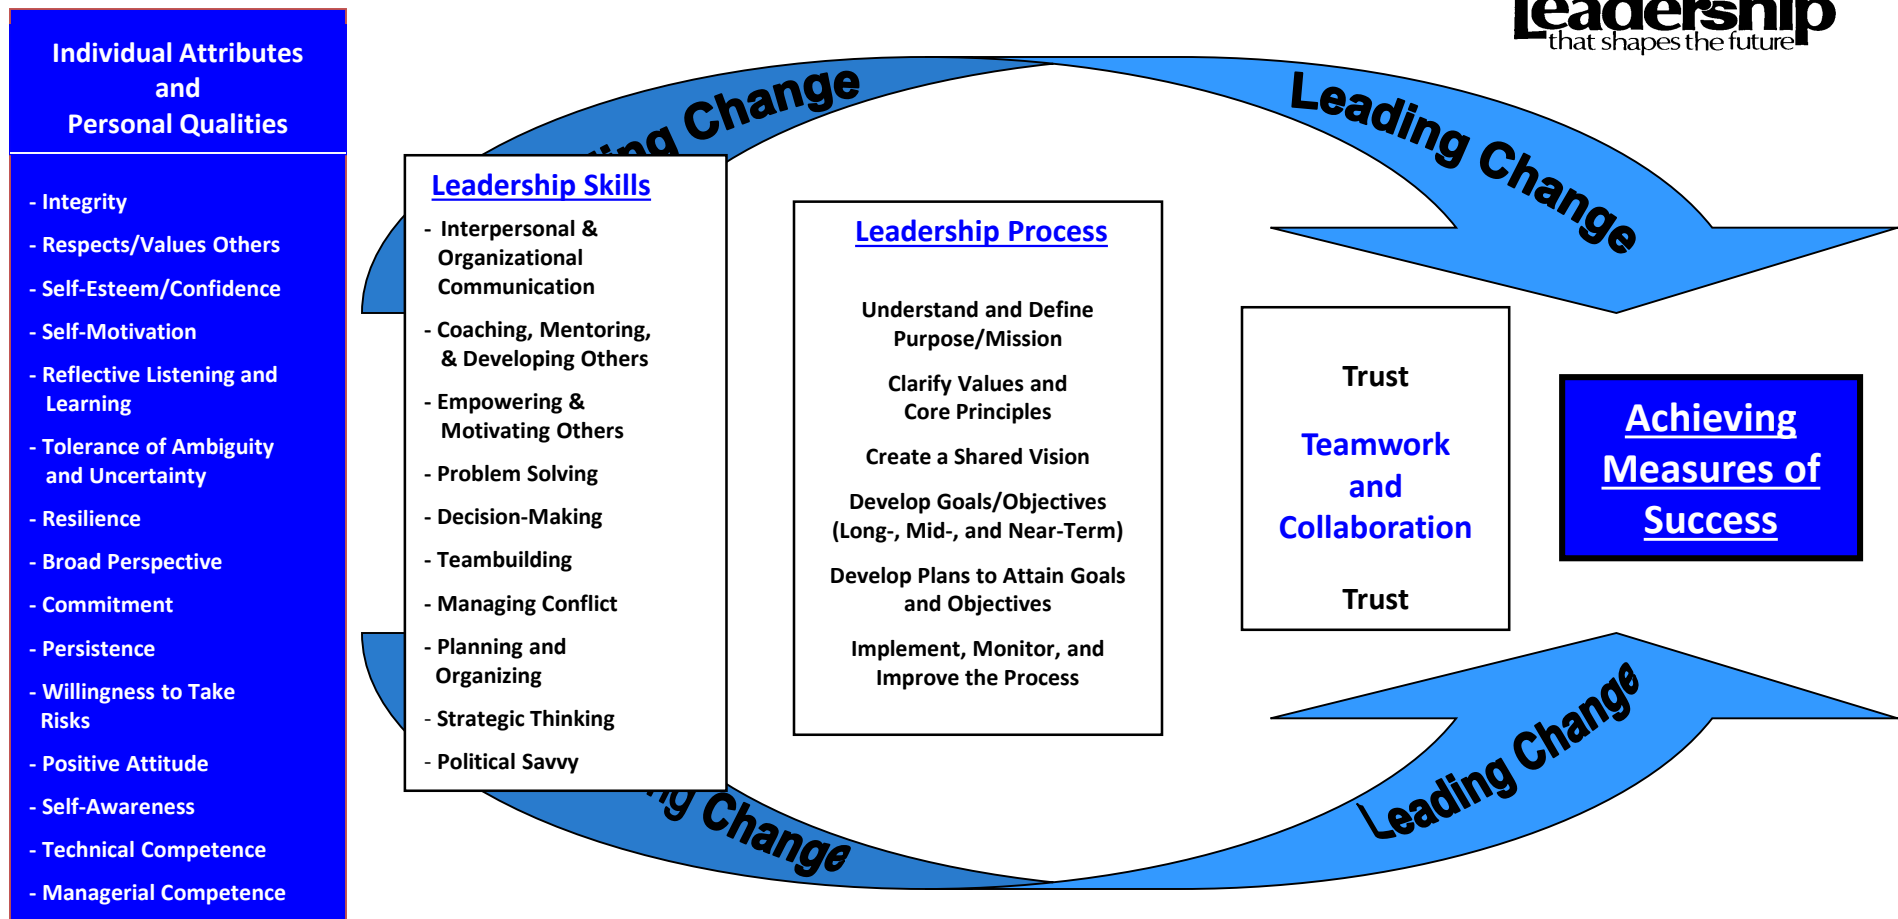 Leadership
that shapes the future
Individual Attributes
and
Personal Qualities
- Integrity
- Respects/Values Others
- Self-Esteem/Confidence
- Self-Motivation
- Reflective Listening and
Learning
- Tolerance of Ambiguity
and Uncertainty
- Resilience
- Broad Perspective
- Commitment
- Persistence
- Willingness to Take
Risks
- Positive Attitude
- Self-Awareness
- Technical Competence
- Managerial Competence
Change
Leading Change
Leadership Skills
- Interpersonal &
Organizational
Communication
- Coaching, Mentoring,
& Developing Others
- Empowering &
Motivating Others
- Problem Solving
- Decision-Making
- Teambuilding
- Managing Conflict
- Planning and
Organizing
- Strategic Thinking
- Political Savvy
Leadership Process
Understand and Define
Purpose/Mission
Clarify Values and
Core Principles
Create a Shared Vision
Develop Goals/Objectives
(Long-, Mid-, and Near-Term)
Develop Plans to Attain Goals
and Objectives
Implement, Monitor, and
Improve the Process
Trust
Teamwork
and
Collaboration
Trust
Achieving
Measures of
Success
Change
Leading Change